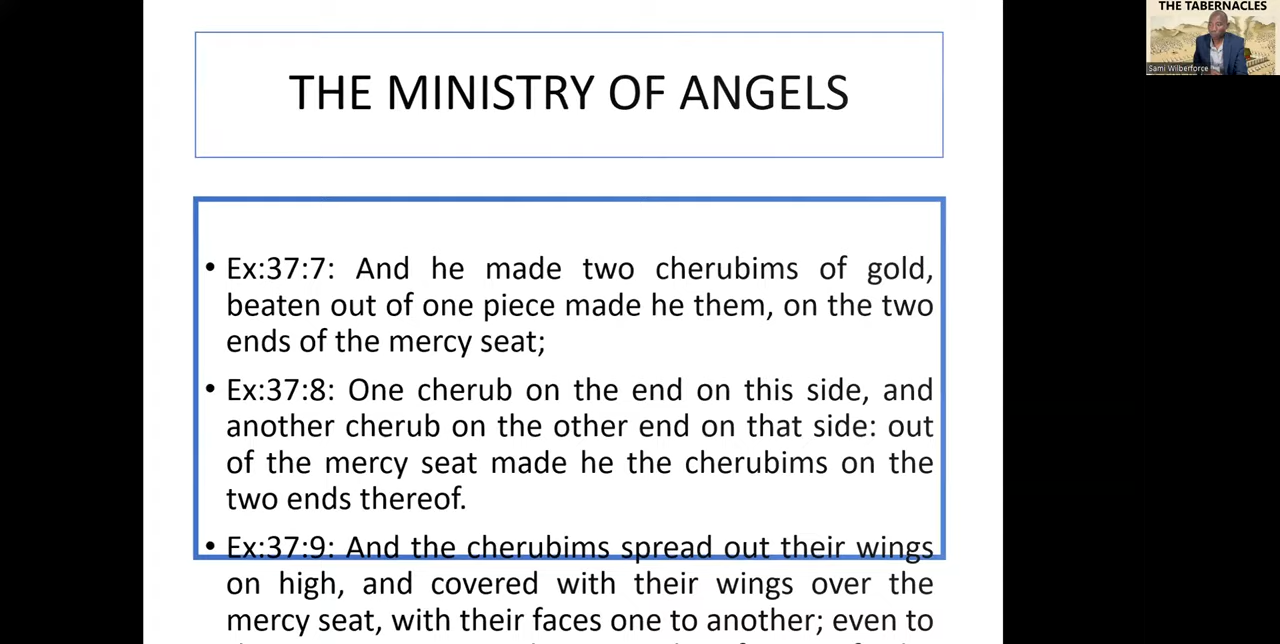 THE TABERNACLES
Sami Wilberforce
THE MINISTRY OF ANGELS
• Ex:37:7: And he made two cherubims of gold,
beaten out of one piece made he them, on the two
ends of the mercy seat;
• Ex:37:8: One cherub on the end on this side, and
another cherub on the other end on that side: out
of the mercy seat made he the cherubims on the
two ends thereof.
• Ex:37:9: And the cherubims spread out their wings
on high, and covered with their wings over the
mercy seat, with their faces one to another; even to